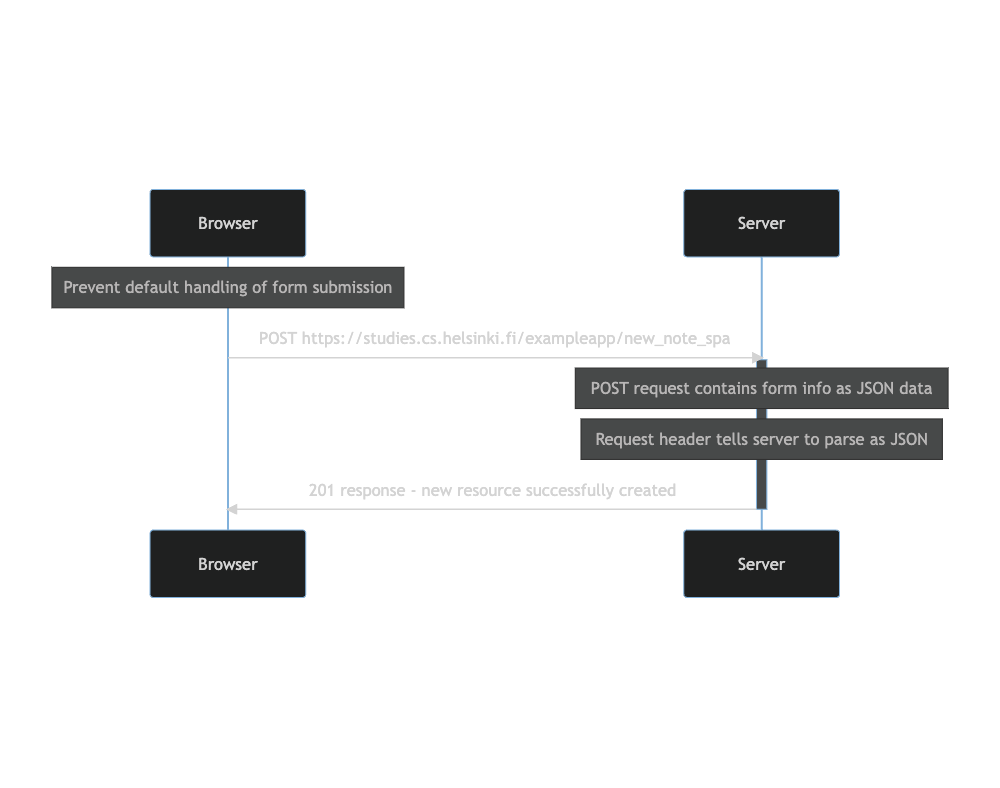 Browser
Server
Prevent default handling of form submission
POST https://studies.cs.helsinki.fi/exampleapp/new_note_spa
POST request contains form info as JSON data
Request header tells server to parse as JSON
201 response - new resource successfully created
Browser
Server